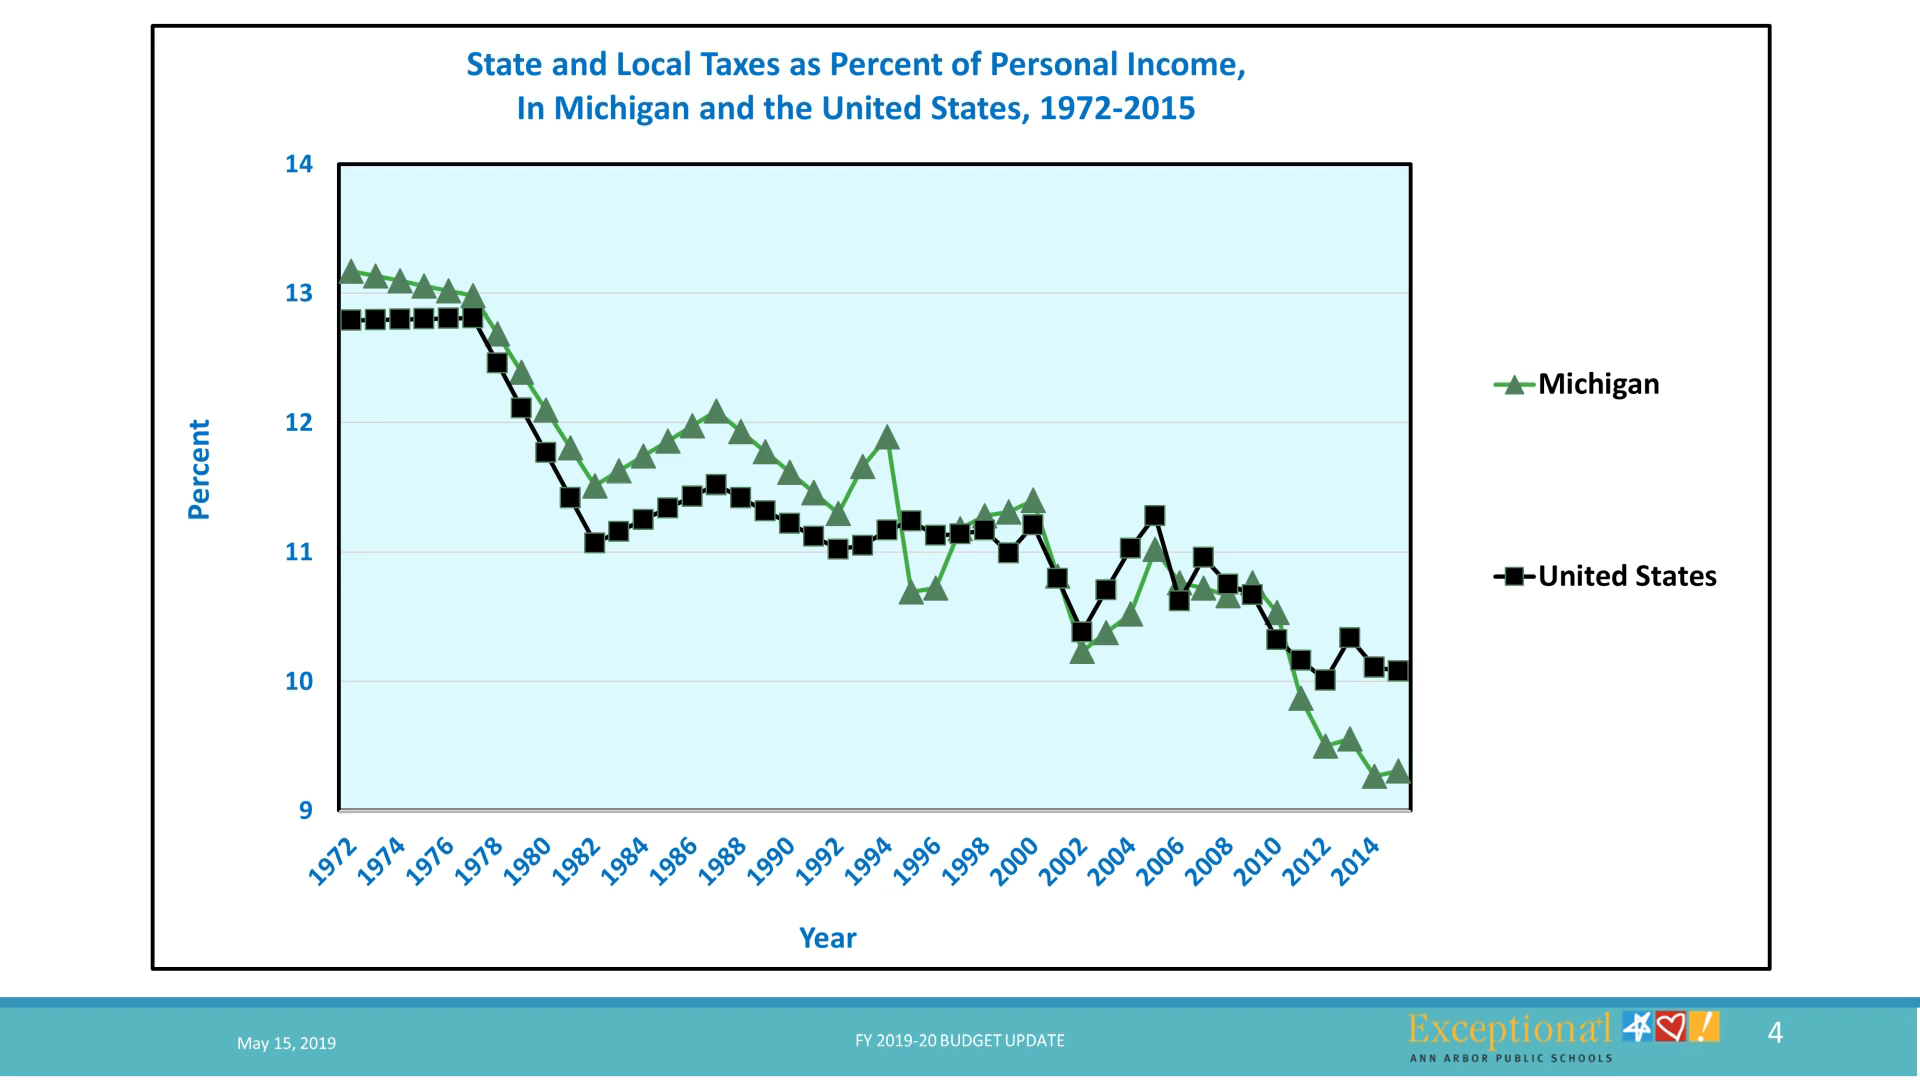 State and Local Taxes as Percent of Personal Income,
In Michigan and the United States, 1972-2015
14
13
12
11
10
9
Percent
1972
1974
1976
1978
1980
1982
1984
1986
1988
1990
1992
1994
1996
1998
2000
2002
2004
2006
2008
2010
2012
2014
Year
Michigan
United States
May 15, 2019
FY 2019-20 BUDGET UPDATE
Exceptional
ANN ARBOR PUBLIC SCHOOLS
4